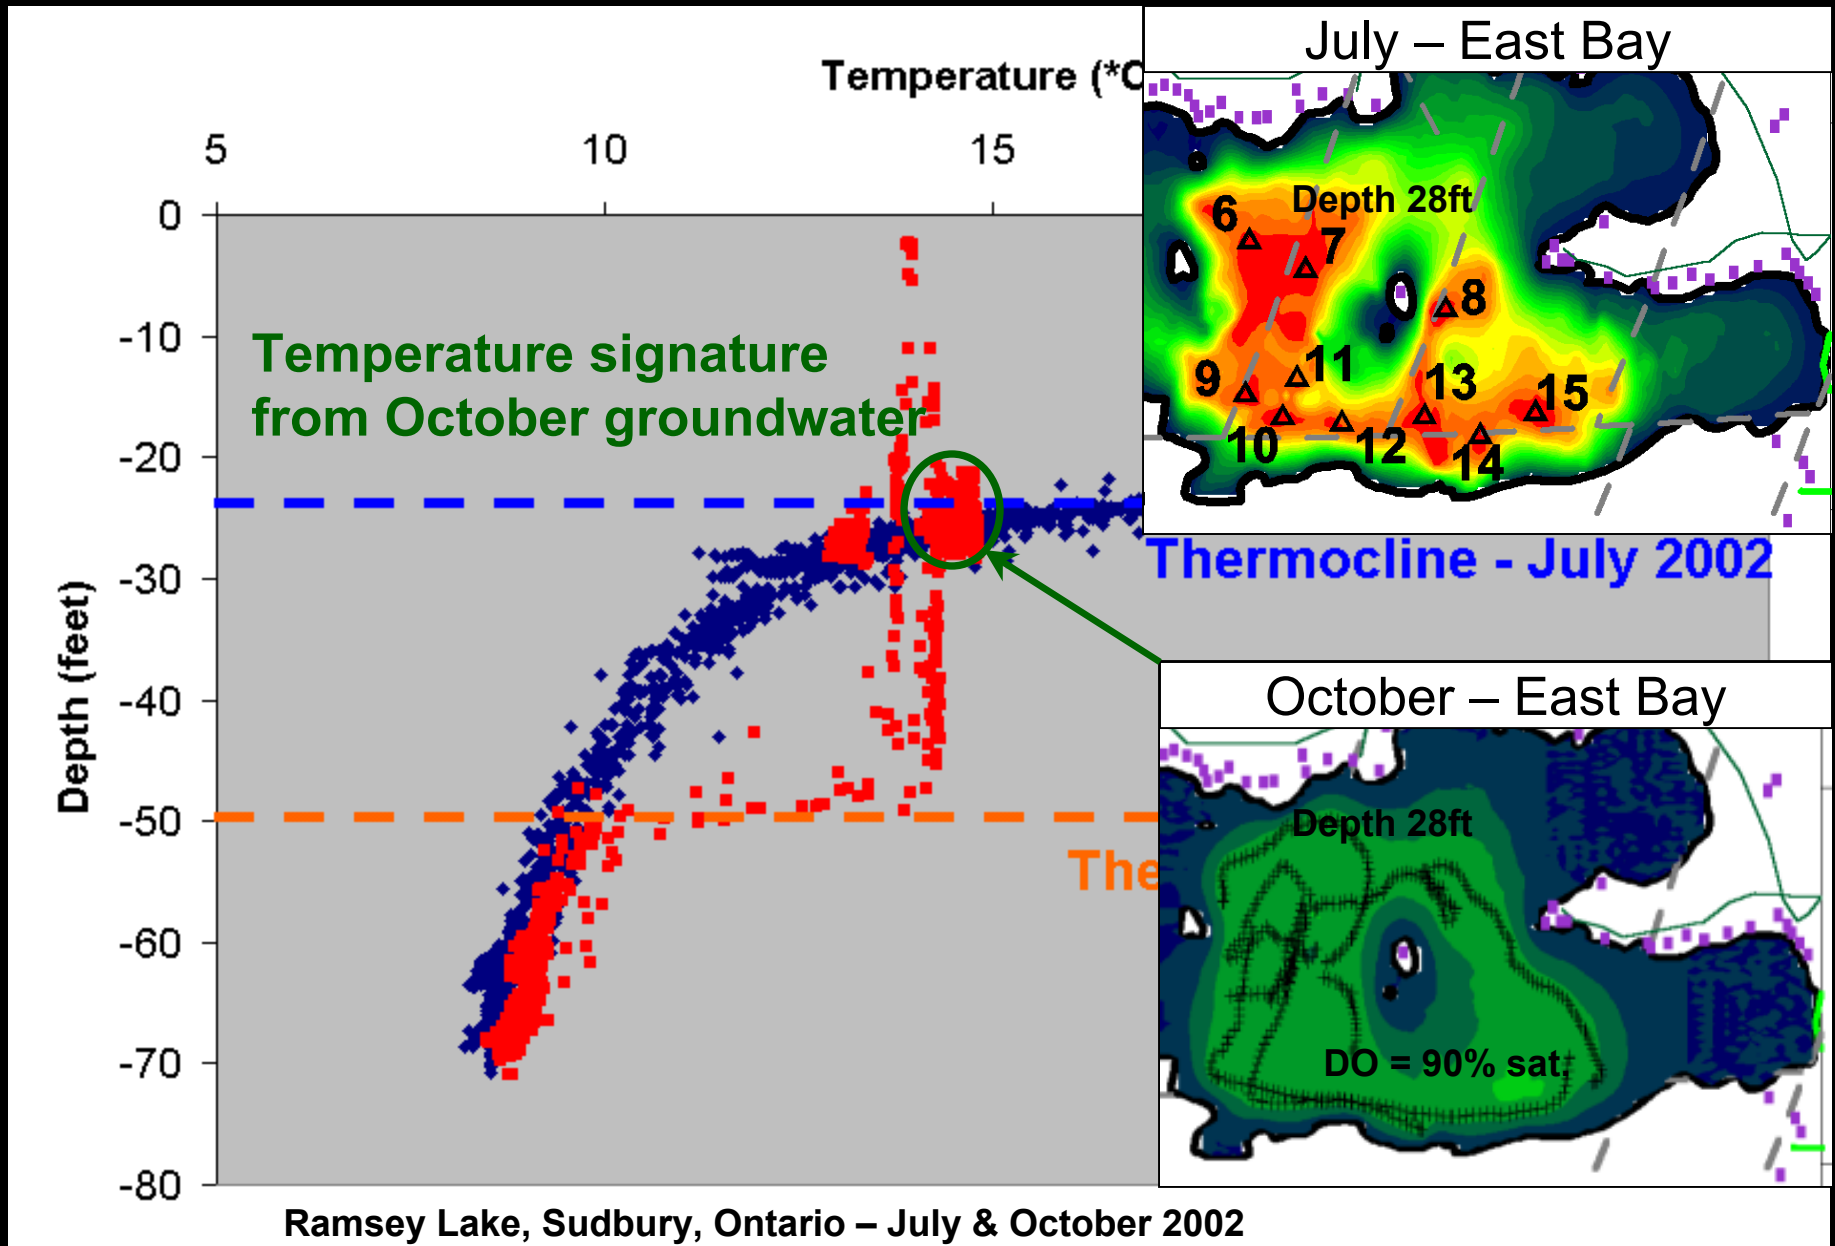 Temperature (*C
5
10
15
0
-10
-20
-30
-40
-50
-60
-70
-80
Depth (feet)
Temperature signature
from October groundwater
Thermocline - July 2002
The
July – East Bay
Depth 28ft
6
7
8
9
11
13
15
10
12
14
October – East Bay
Depth 28ft
DO = 90% sat.
Ramsey Lake, Sudbury, Ontario – July & October 2002